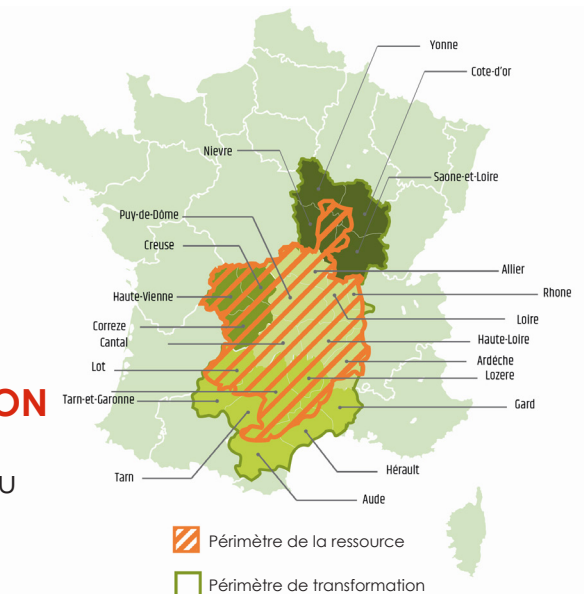 Yonne
Cote-d'or
Nievre
Saone-et-Loire
Puy-de-Dôme
Creuse
Allier
Haute-Vienne
Rhone
Loire
Correze
Cantal
Haute-Loire
Ardéche
Lot
Lozere
ON
Tarn-et-Garonne
Gard
U
Hérault
Tarn
Aude
Périmètre de la ressource
Périmètre de transformation